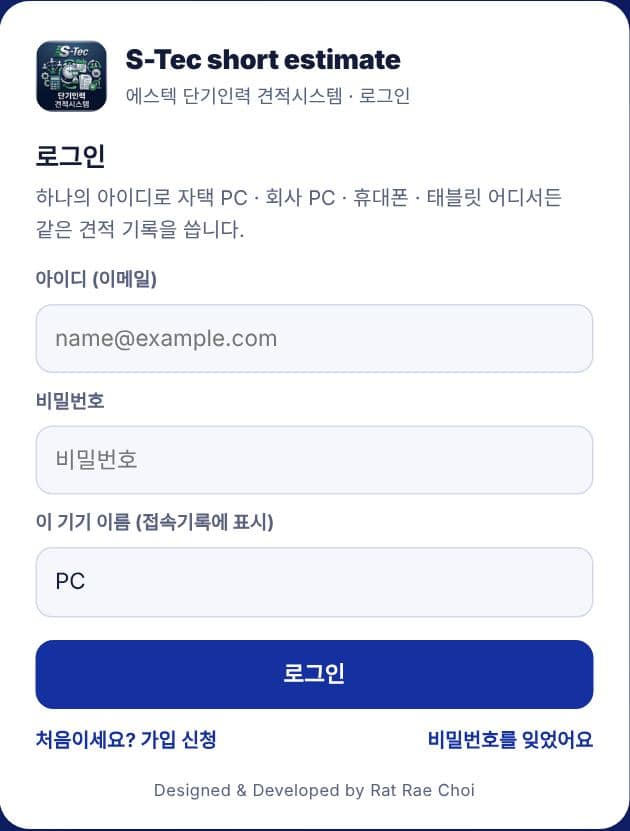 S-Tec
단기인력
견적시스템
S-Tec short estimate
에스텍 단기인력 견적시스템 · 로그인
로그인
하나의 아이디로 자택 PC · 회사 PC · 휴대폰 · 태블릿 어디서든
같은 견적 기록을 씁니다.
아이디 (이메일)
name@example.com
비밀번호
비밀번호
이 기기 이름 (접속기록에 표시)
PC
로그인
처음이세요? 가입 신청
비밀번호를 잊었어요
Designed & Developed by Rat Rae Choi